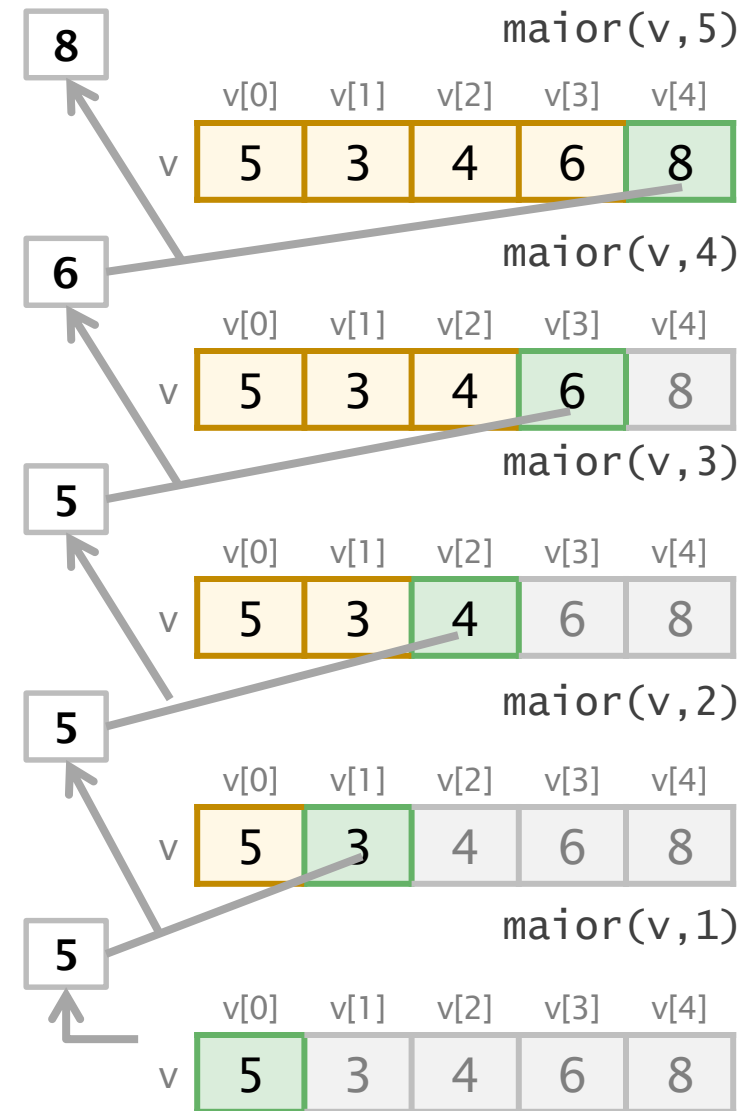 8 maior(v,5)
v[0] v[1] v[2] v[3] v[4]
v 5 3 4 6 8
6 maior(v,4)
v[0] v[1] v[2] v[3] v[4]
v 5 3 4 6 8
5 maior(v,3)
v[0] v[1] v[2] v[3] v[4]
v 5 3 4 6 8
5 maior(v,2)
v[0] v[1] v[2] v[3] v[4]
v 5 3 4 6 8
5 maior(v,1)
v[0] v[1] v[2] v[3] v[4]
v 5 3 4 6 8